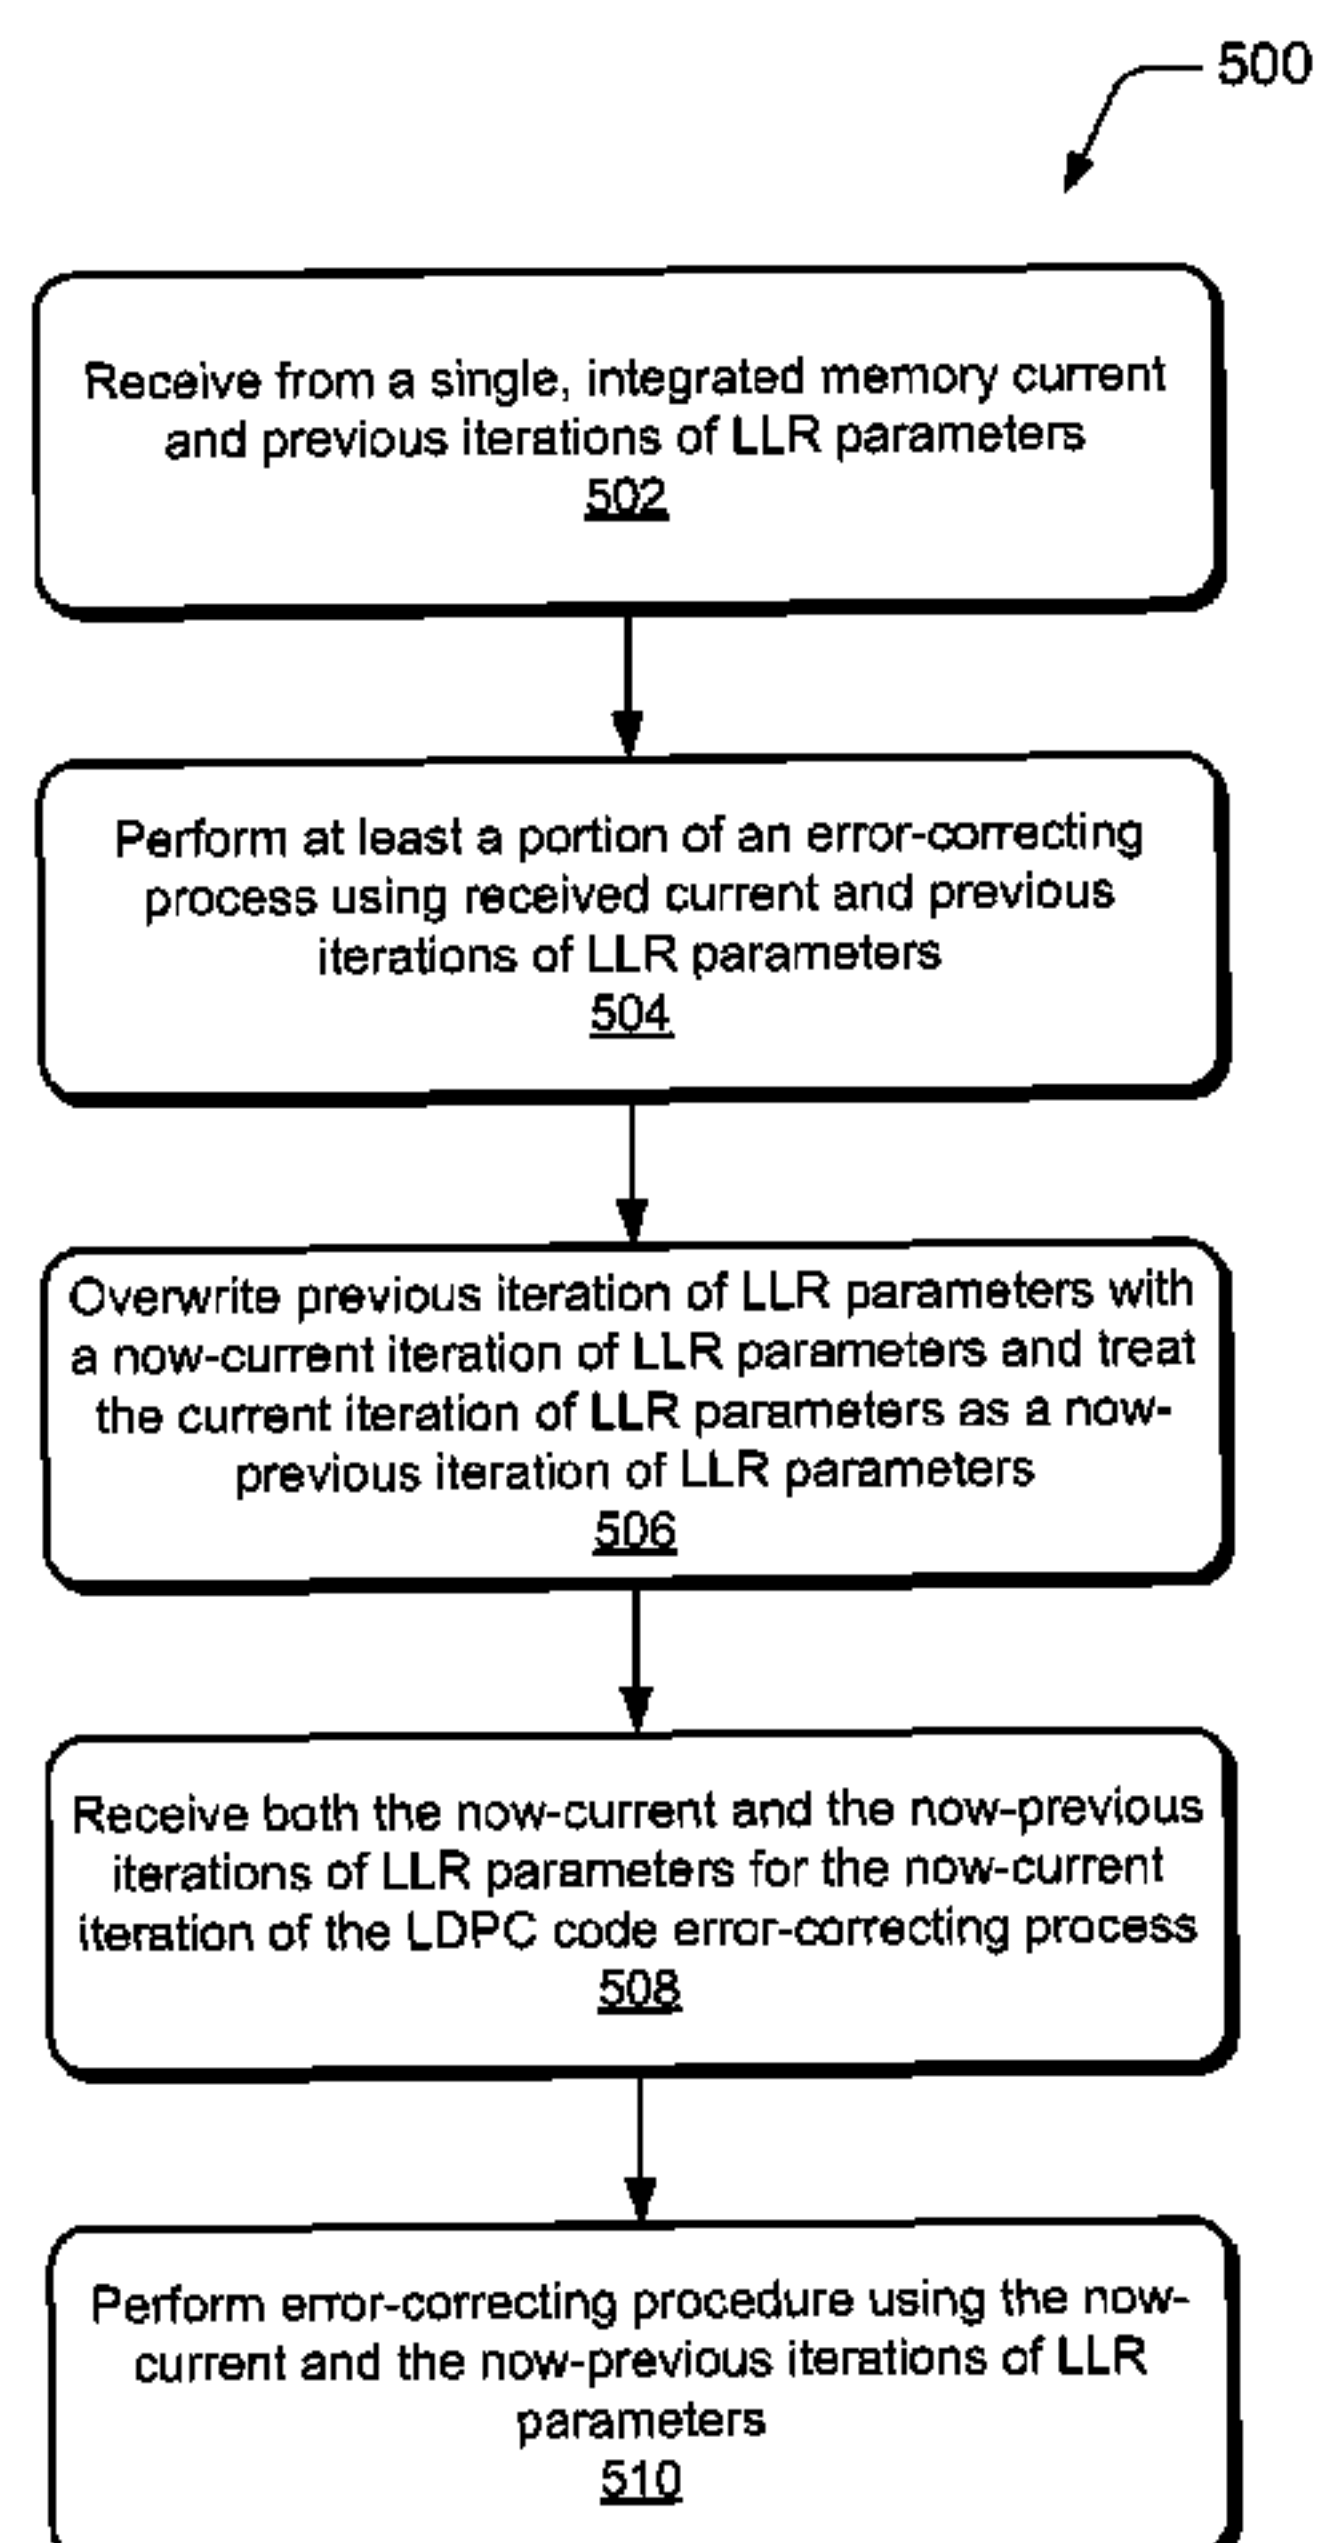 500
Receive from a single, integrated memory current
and previous iterations of LLR parameters
502
Perform at least a portion of an error-correcting
process using received current and previous
iterations of LLR parameters
504
Overwrite previous iteration of LLR parameters with
a now-current iteration of LLR parameters and treat
the current iteration of LLR parameters as a now-
previous iteration of LLR parameters
506
Receive both the now-current and the now-previous
iterations of LLR parameters for the now-current
iteration of the LDPC code error-correcting process
508
Perform error-correcting procedure using the now-
current and the now-previous iterations of LLR
parameters
510